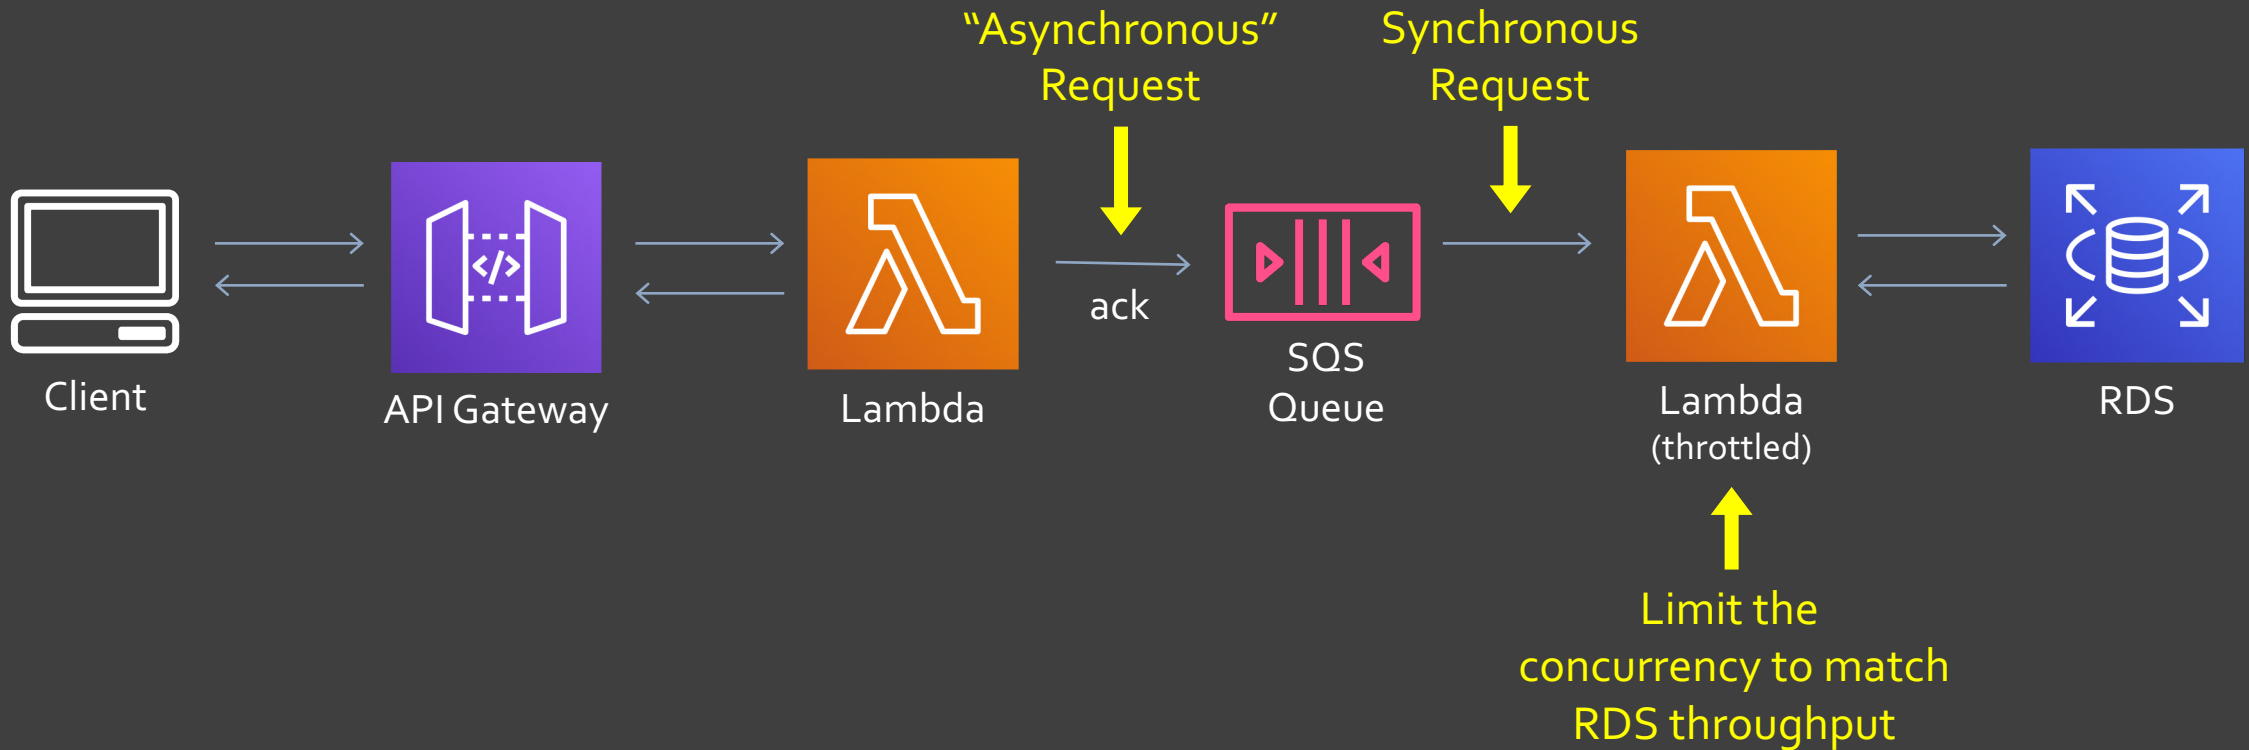 “Asynchronous”
Request
Synchronous
Request
ack
Client
API Gateway
Lambda
SQS
Queue
Lambda
(throttled)
RDS
Limit the
concurrency to match
RDS throughput